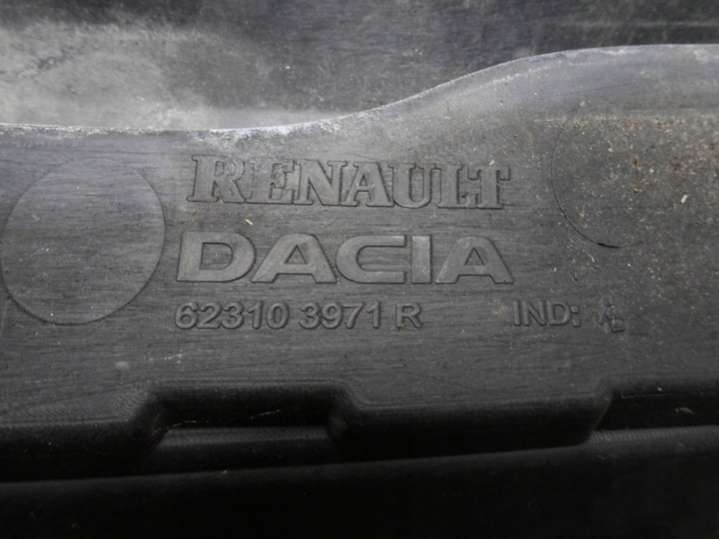 RENAULT
DACIA
62310 3971 R IND: